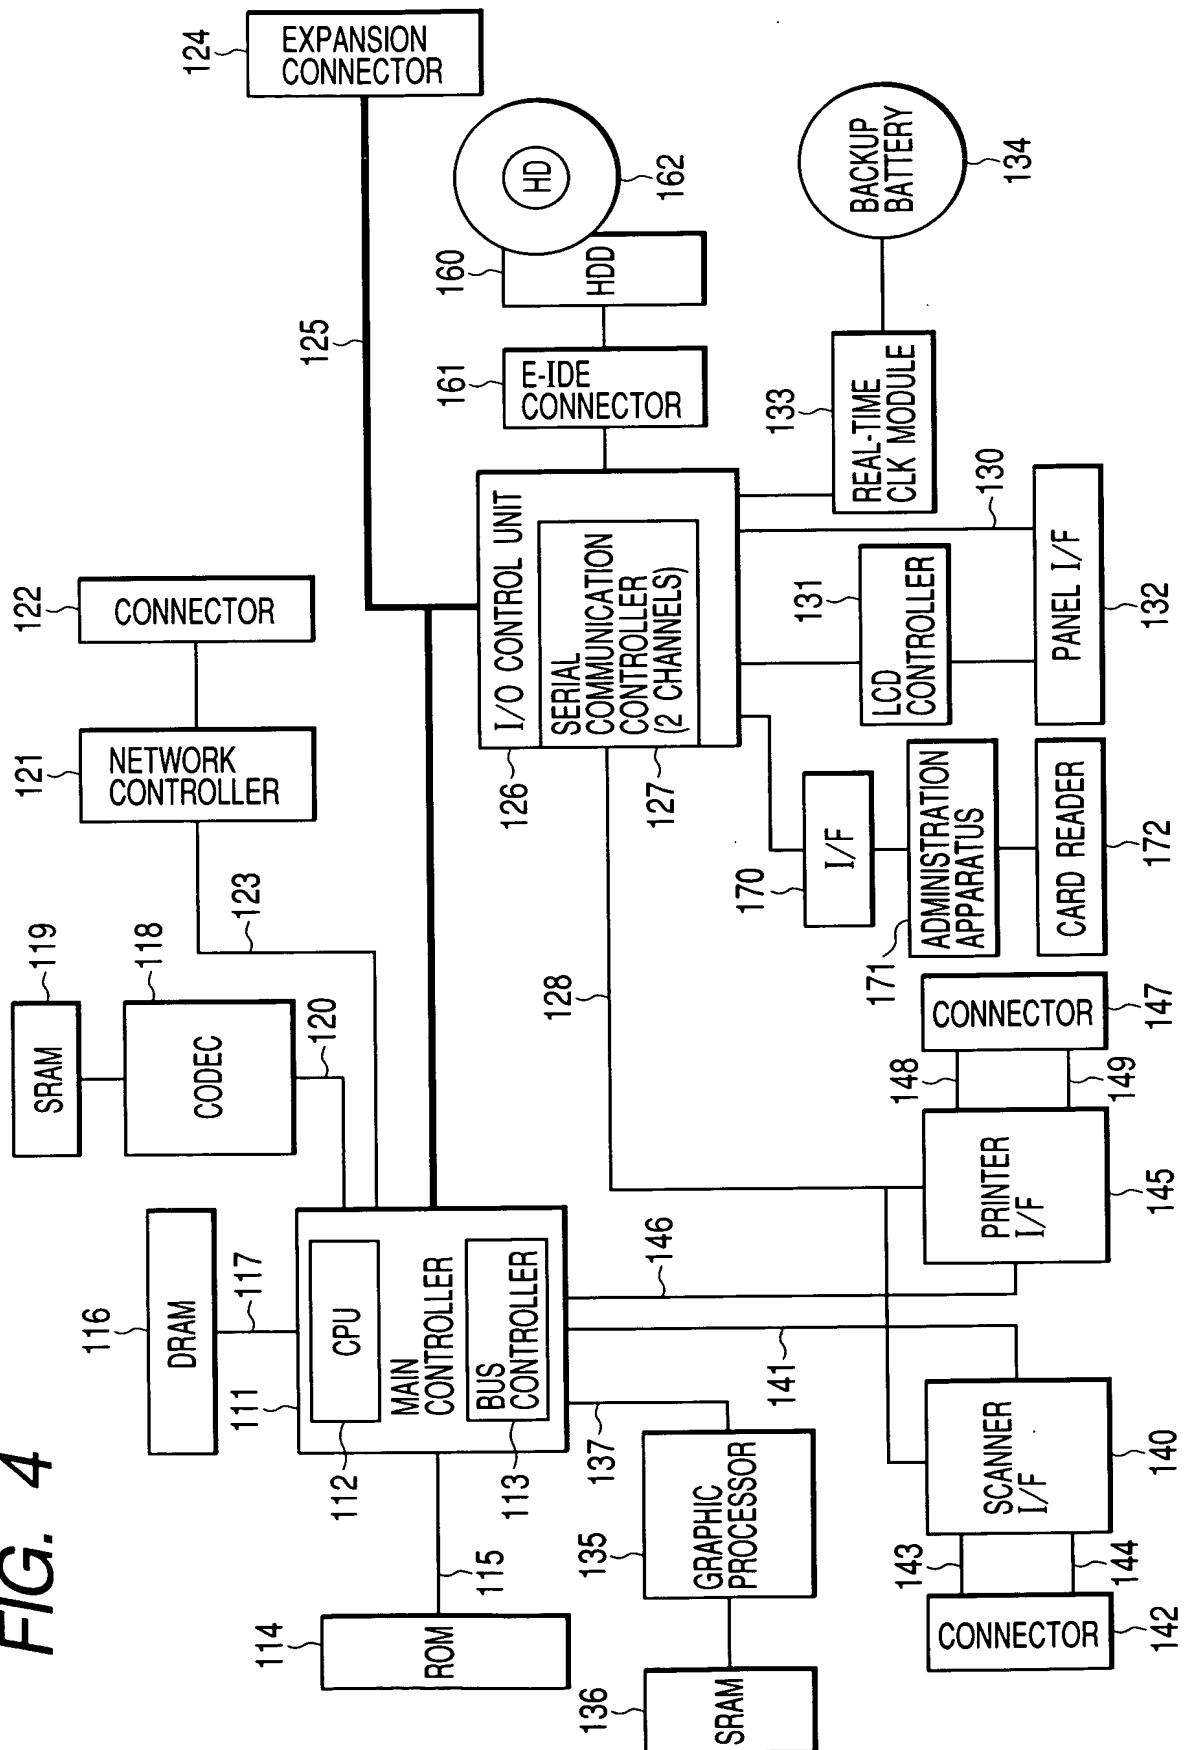 FIG. 4
116
DRAM
117
119
SRAM
118
CODEC
120
121
NETWORK
CONTROLLER
122
CONNECTOR
123
124
EXPANSION
CONNECTOR
125
111
CPU
112
MAIN
CONTROLLER
BUS
CONTROLLER
113
114
ROM
115
126
I/O CONTROL UNIT
SERIAL
COMMUNICATION
CONTROLLER
(2 CHANNELS)
127
128
161
E-IDE
CONNECTOR
160
HDD
HD
162
136
SRAM
135
GRAPHIC
PROCESSOR
137
141
146
170
I/F
171
ADMINISTRATION
APPARATUS
CARD READER
172
131
LCD
CONTROLLER
130
PANEL I/F
132
133
REAL-TIME
CLK MODULE
BACKUP
BATTERY
134
CONNECTOR
142
143
144
SCANNER
I/F
140
PRINTER
I/F
145
148
149
CONNECTOR
147